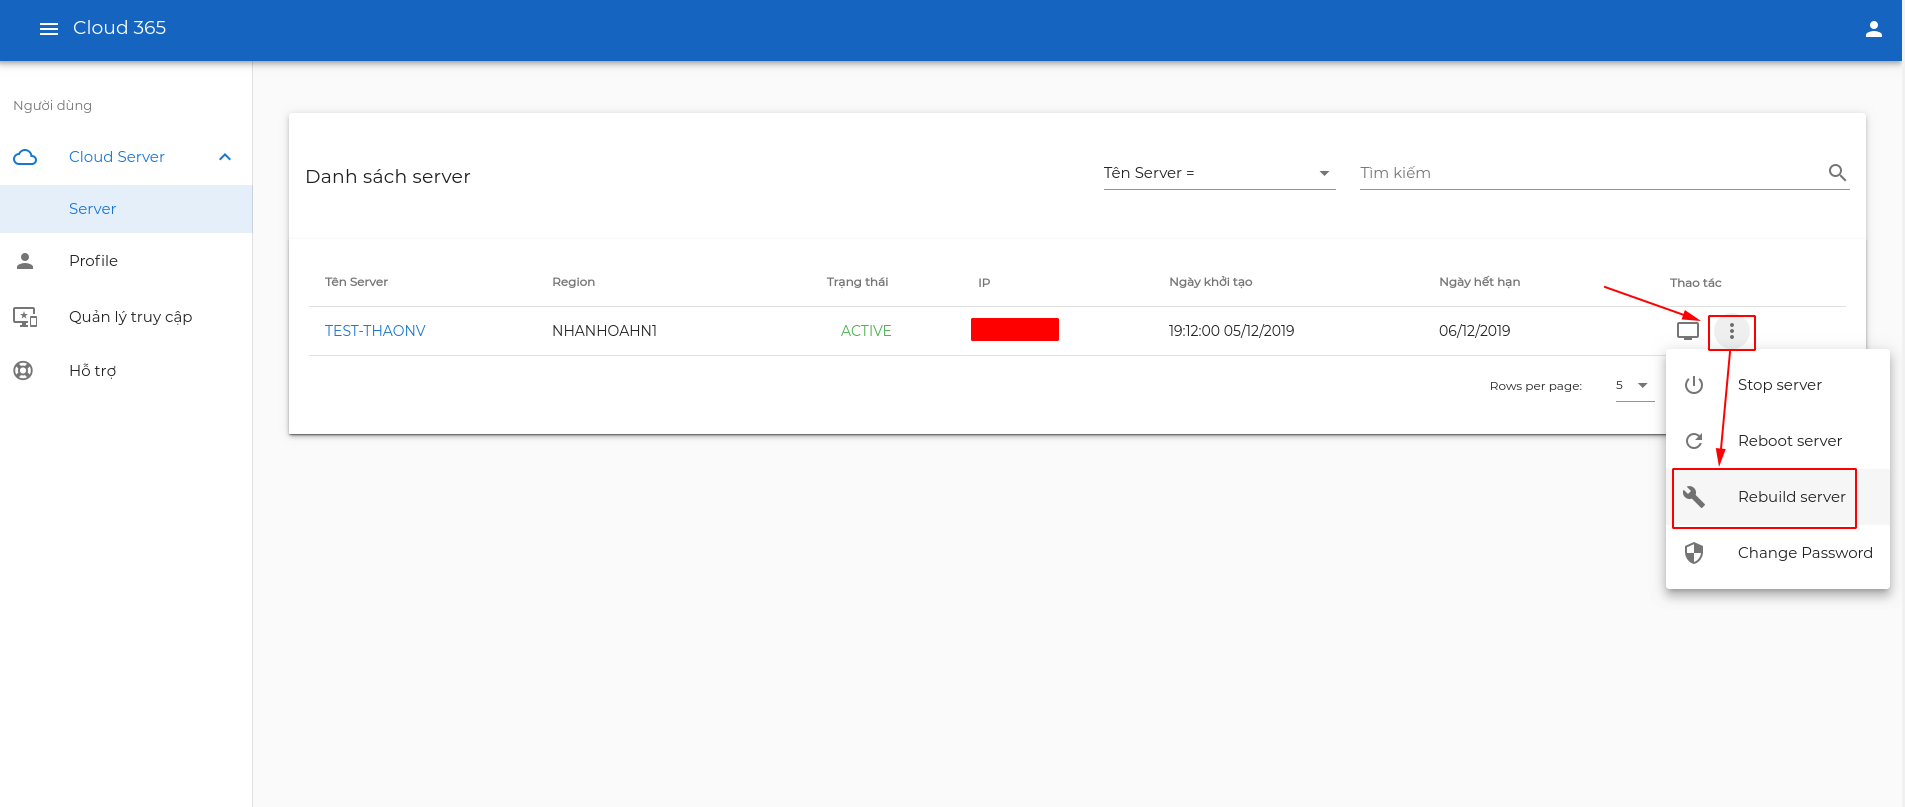 Cloud 365
Người dùng
Cloud Server
Server
Profile
Quản lý truy cập
Hỗ trợ
Danh sách server
Tên Server =
Tìm kiếm
Tên Server Region Trạng thái IP Ngày khởi tạo Ngày hết hạn Thao tác
TEST-THAONV NHANHOAHN1 ACTIVE 19:12:00 05/12/2019 06/12/2019
Rows per page: 5
Stop server
Reboot server
Rebuild server
Change Password